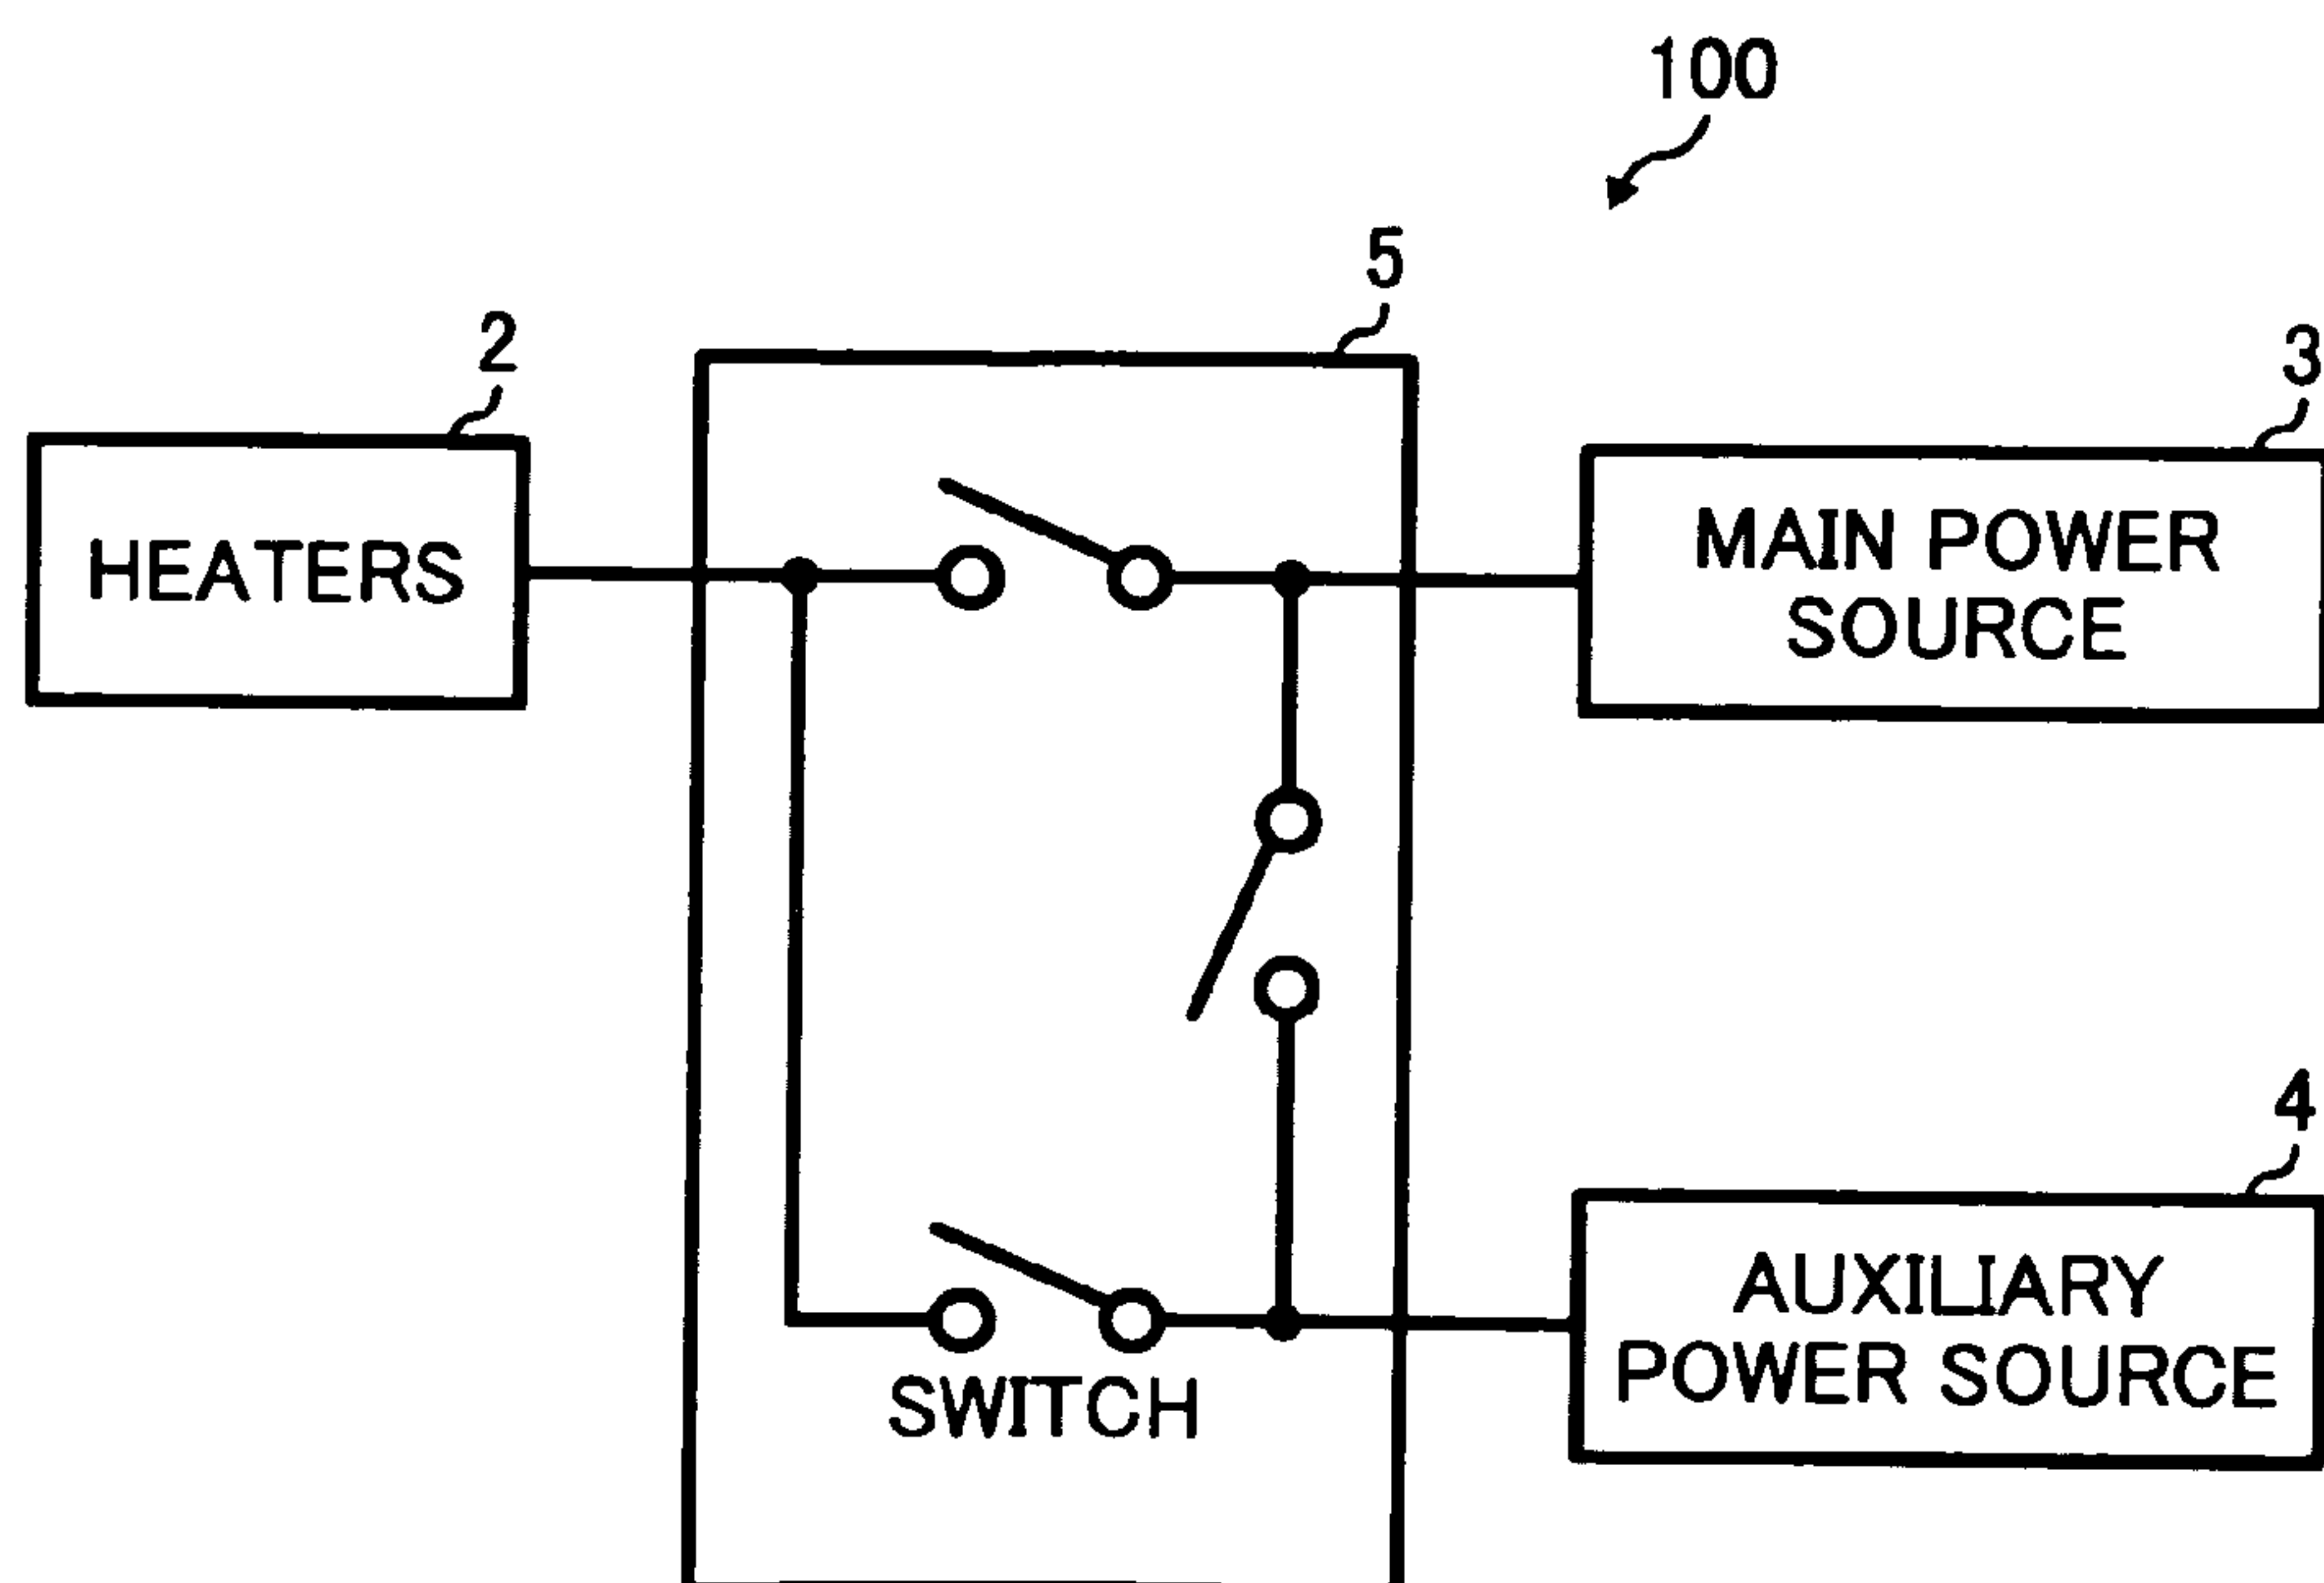 100
5
2
3
HEATERS
MAIN POWER
SOURCE
4
AUXILIARY
POWER SOURCE
SWITCH